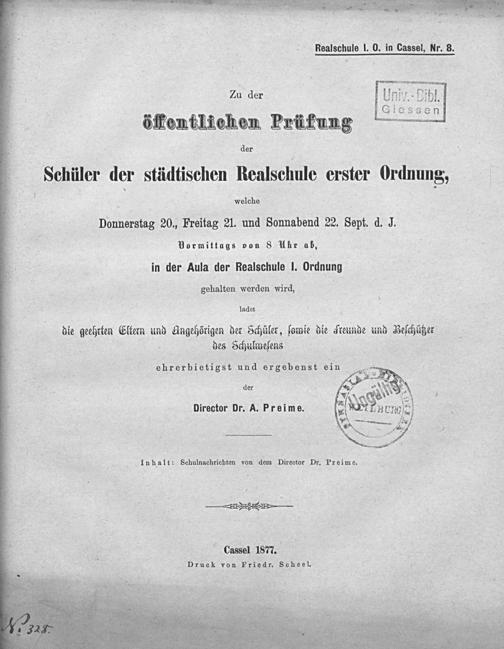 Realschule I. O. in Cassel, Nr. 8.
Zu der
Univ.-Bibl.
Giessen
öffentlichen Prüfung
der
Schüler der städtischen Realschule erster Ordnung,
welche
Donnerstag 20., Freitag 21. und Sonnabend 22. Sept. d. J.
Vormittags von 8 Uhr ab,
in der Aula der Realschule I. Ordnung
gehalten werden wird,
ladet
die geehrten Eltern und Angehörigen der Schüler, sowie die Freunde und Beschützer
des Schulwesens
ehrerbietigst und ergebenst ein
der
Director Dr. A. Preime.
Ungültig
Inhalt: Schulnachrichten von dem Director Dr. Preime.
Cassel 1877.
Druck von Friedr. Scheel.
N. 328.